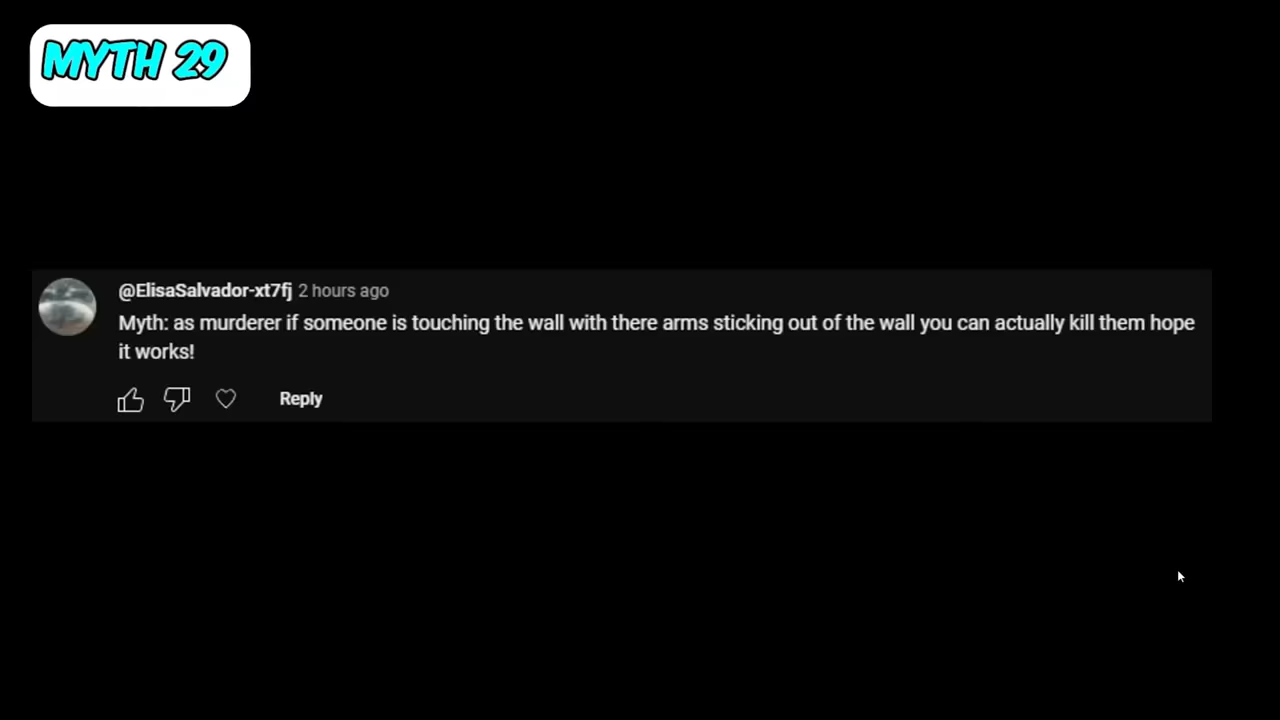 MYTH 29
@ElisaSalvador-xt7fj 2 hours ago
Myth: as murderer if someone is touching the wall with there arms sticking out of the wall you can actually kill them hope
it works!
Reply